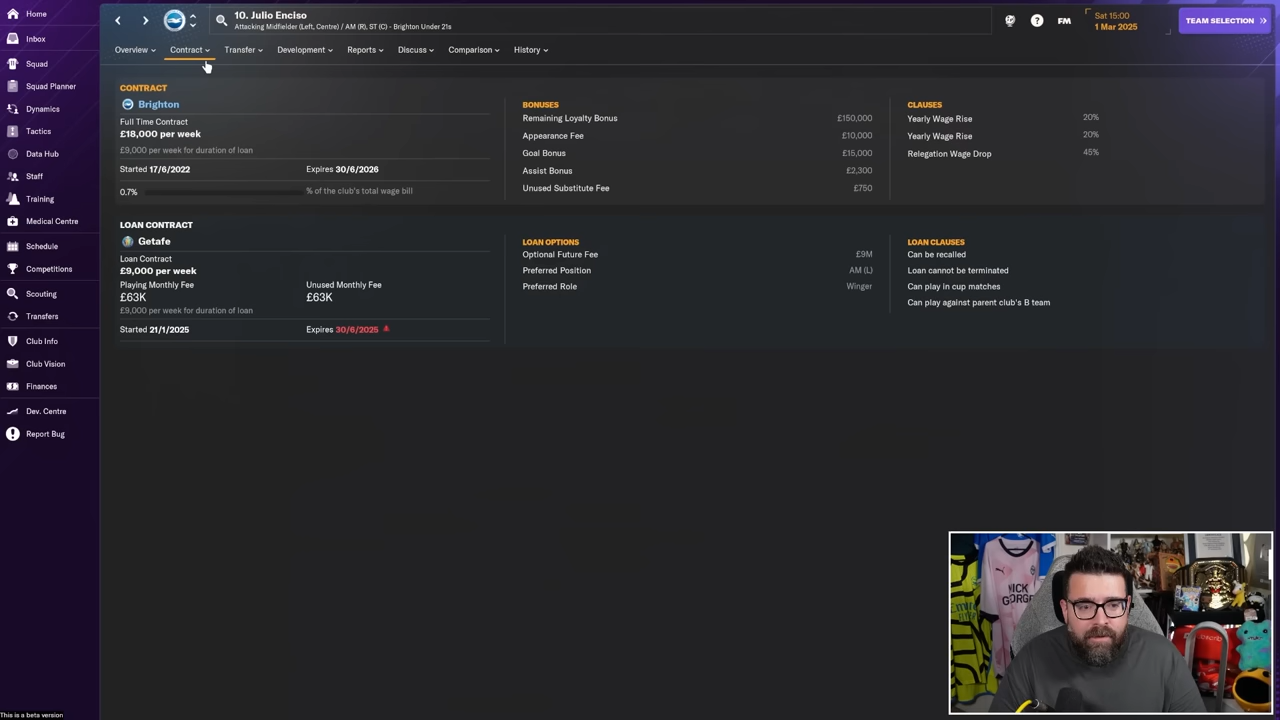 Home
Inbox
Squad
Squad Planner
Dynamics
Tactics
Data Hub
Staff
Training
Medical Centre
Schedule
Competitions
Scouting
Transfers
Club Info
Club Vision
Finances
Dev. Centre
Report Bug
This is a beta version
10. Julio Enciso
Attacking Midfielder (Left, Centre) / AM (R), ST (C) - Brighton Under 21s
FM
Sat 15:00
1 Mar 2025
TEAM SELECTION
Overview
Contract
Transfer
Development
Reports
Discuss
Comparison
History
CONTRACT
Brighton
Full Time Contract
£18,000 per week
£9,000 per week for duration of loan
Started 17/6/2022 Expires 30/6/2026
0.7% % of the club's total wage bill
BONUSES
Remaining Loyalty Bonus £150,000
Appearance Fee £10,000
Goal Bonus £15,000
Assist Bonus £2,300
Unused Substitute Fee £750
CLAUSES
Yearly Wage Rise 20%
Yearly Wage Rise 20%
Relegation Wage Drop 45%
LOAN CONTRACT
Getafe
Loan Contract
£9,000 per week
Playing Monthly Fee Unused Monthly Fee
£63K £63K
£9,000 per week for duration of loan
Started 21/1/2025 Expires 30/6/2025
LOAN OPTIONS
Optional Future Fee £9M
Preferred Position AM (L)
Preferred Role Winger
LOAN CLAUSES
Can be recalled
Loan cannot be terminated
Can play in cup matches
Can play against parent club's B team